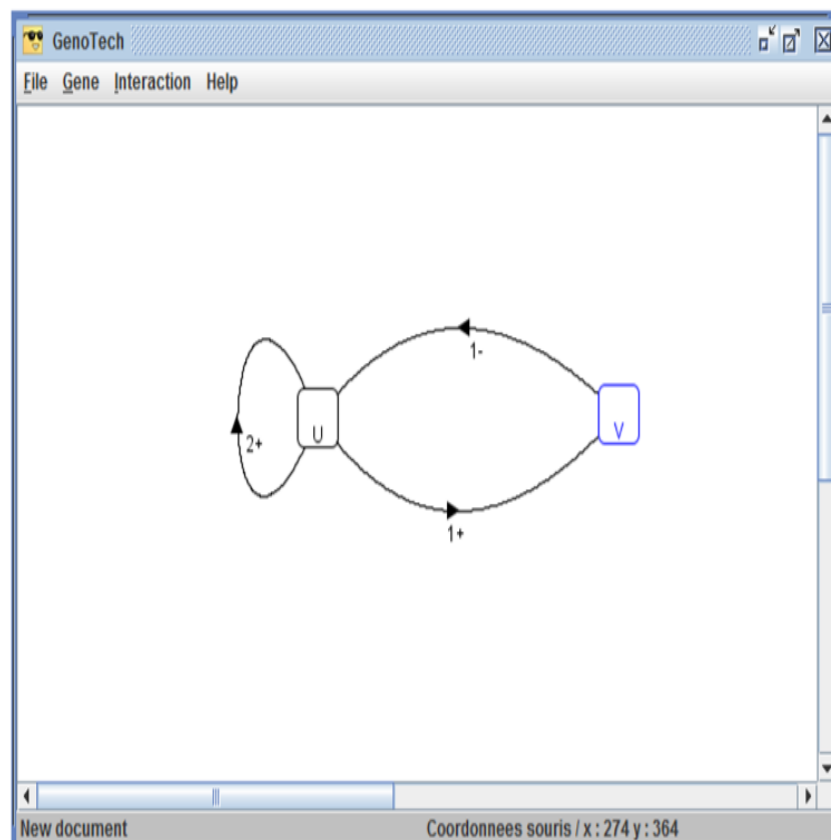 GenoTech
File Gene Interaction Help
1-
U
V
2+
1+
New document Coordonnees souris / x : 274 y : 364